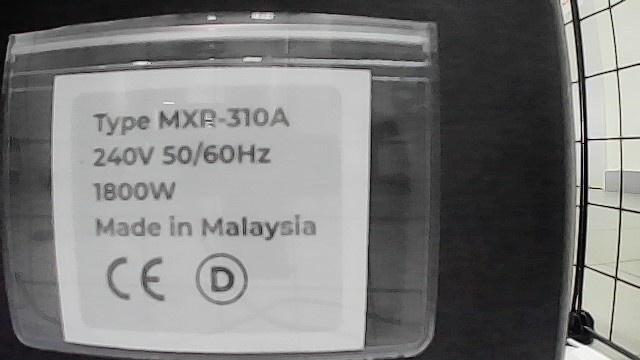 Type MXR-310A
240V 50/60Hz
1800W
Made in Malaysia
CE D